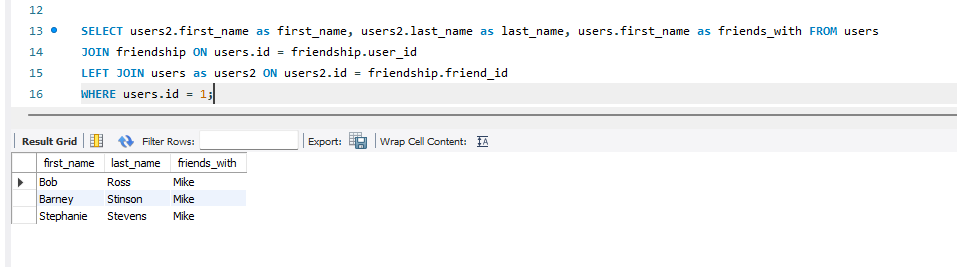 12
13 SELECT users2.first_name as first_name, users2.last_name as last_name, users.first_name as friends_with FROM users
14 JOIN friendship ON users.id = friendship.user_id
15 LEFT JOIN users as users2 ON users2.id = friendship.friend_id
16 WHERE users.id = 1;
Result Grid Filter Rows: Export: Wrap Cell Content: IA
first_name last_name friends_with
Bob Ross Mike
Barney Stinson Mike
Stephanie Stevens Mike